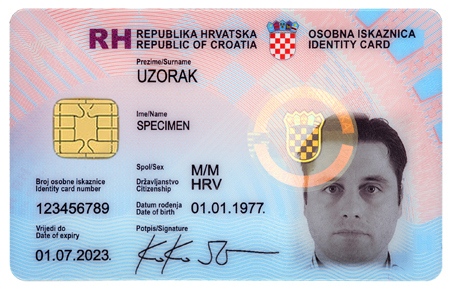 RH REPUBLIKA HRVATSKA
REPUBLIC OF CROATIA
OSOBNA ISKAZNICA
IDENTITY CARD
Prezime/Surname
UZORAK
Ime/Name
SPECIMEN
Spol/Sex
M/M
Državljanstvo
Citizenship
HRV
Broj osobne iskaznice
Identity card number
123456789
Datum rođenja
Date of birth
01.01.1977.
Vrijedi do
Date of expiry
01.07.2023.
Potpis/Signature